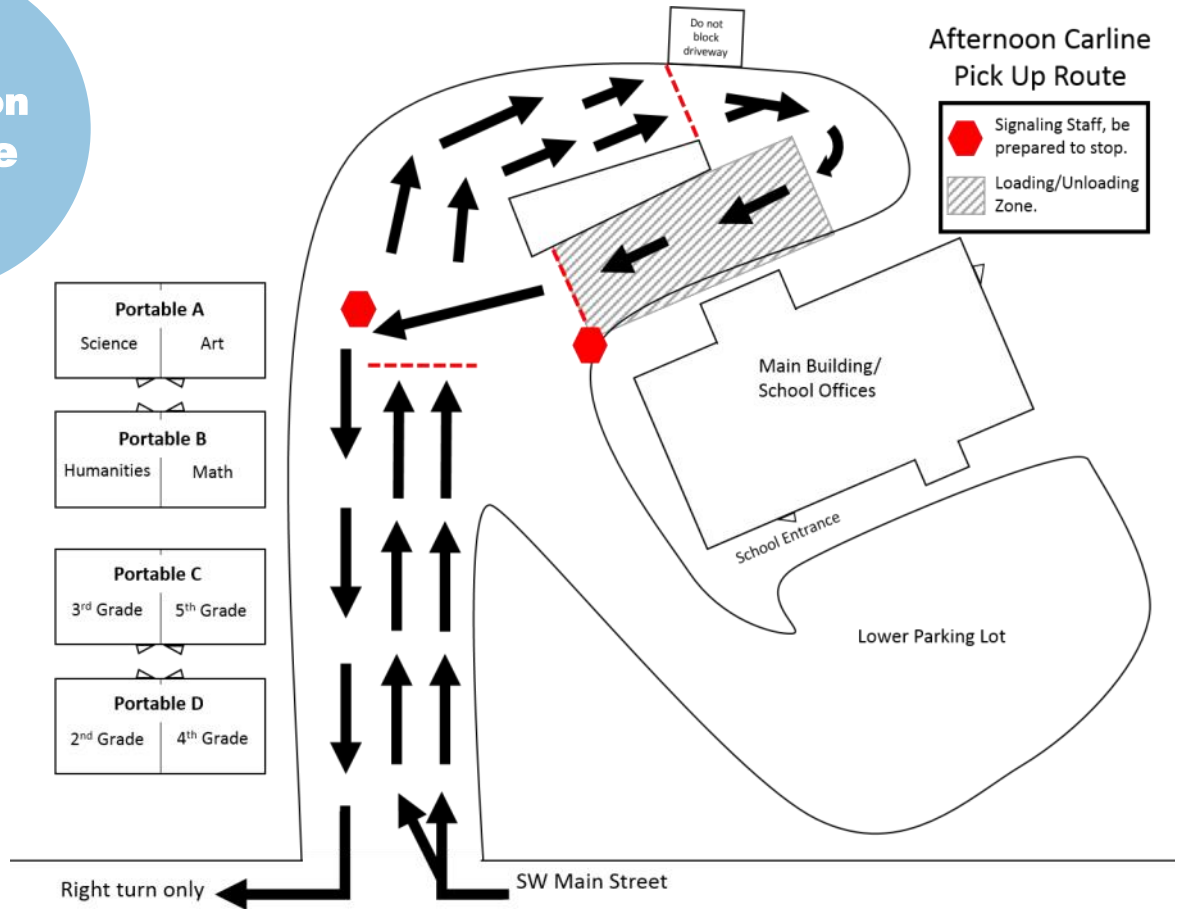 on
e
Do not
block
driveway
Afternoon Carline
Pick Up Route
Signaling Staff, be
prepared to stop.
Loading/Unloading
Zone.
Portable A
Science Art
Portable B
Humanities Math
Portable C
3rd Grade 5th Grade
Portable D
2nd Grade 4th Grade
Main Building/
School Offices
School Entrance
Lower Parking Lot
Right turn only
SW Main Street